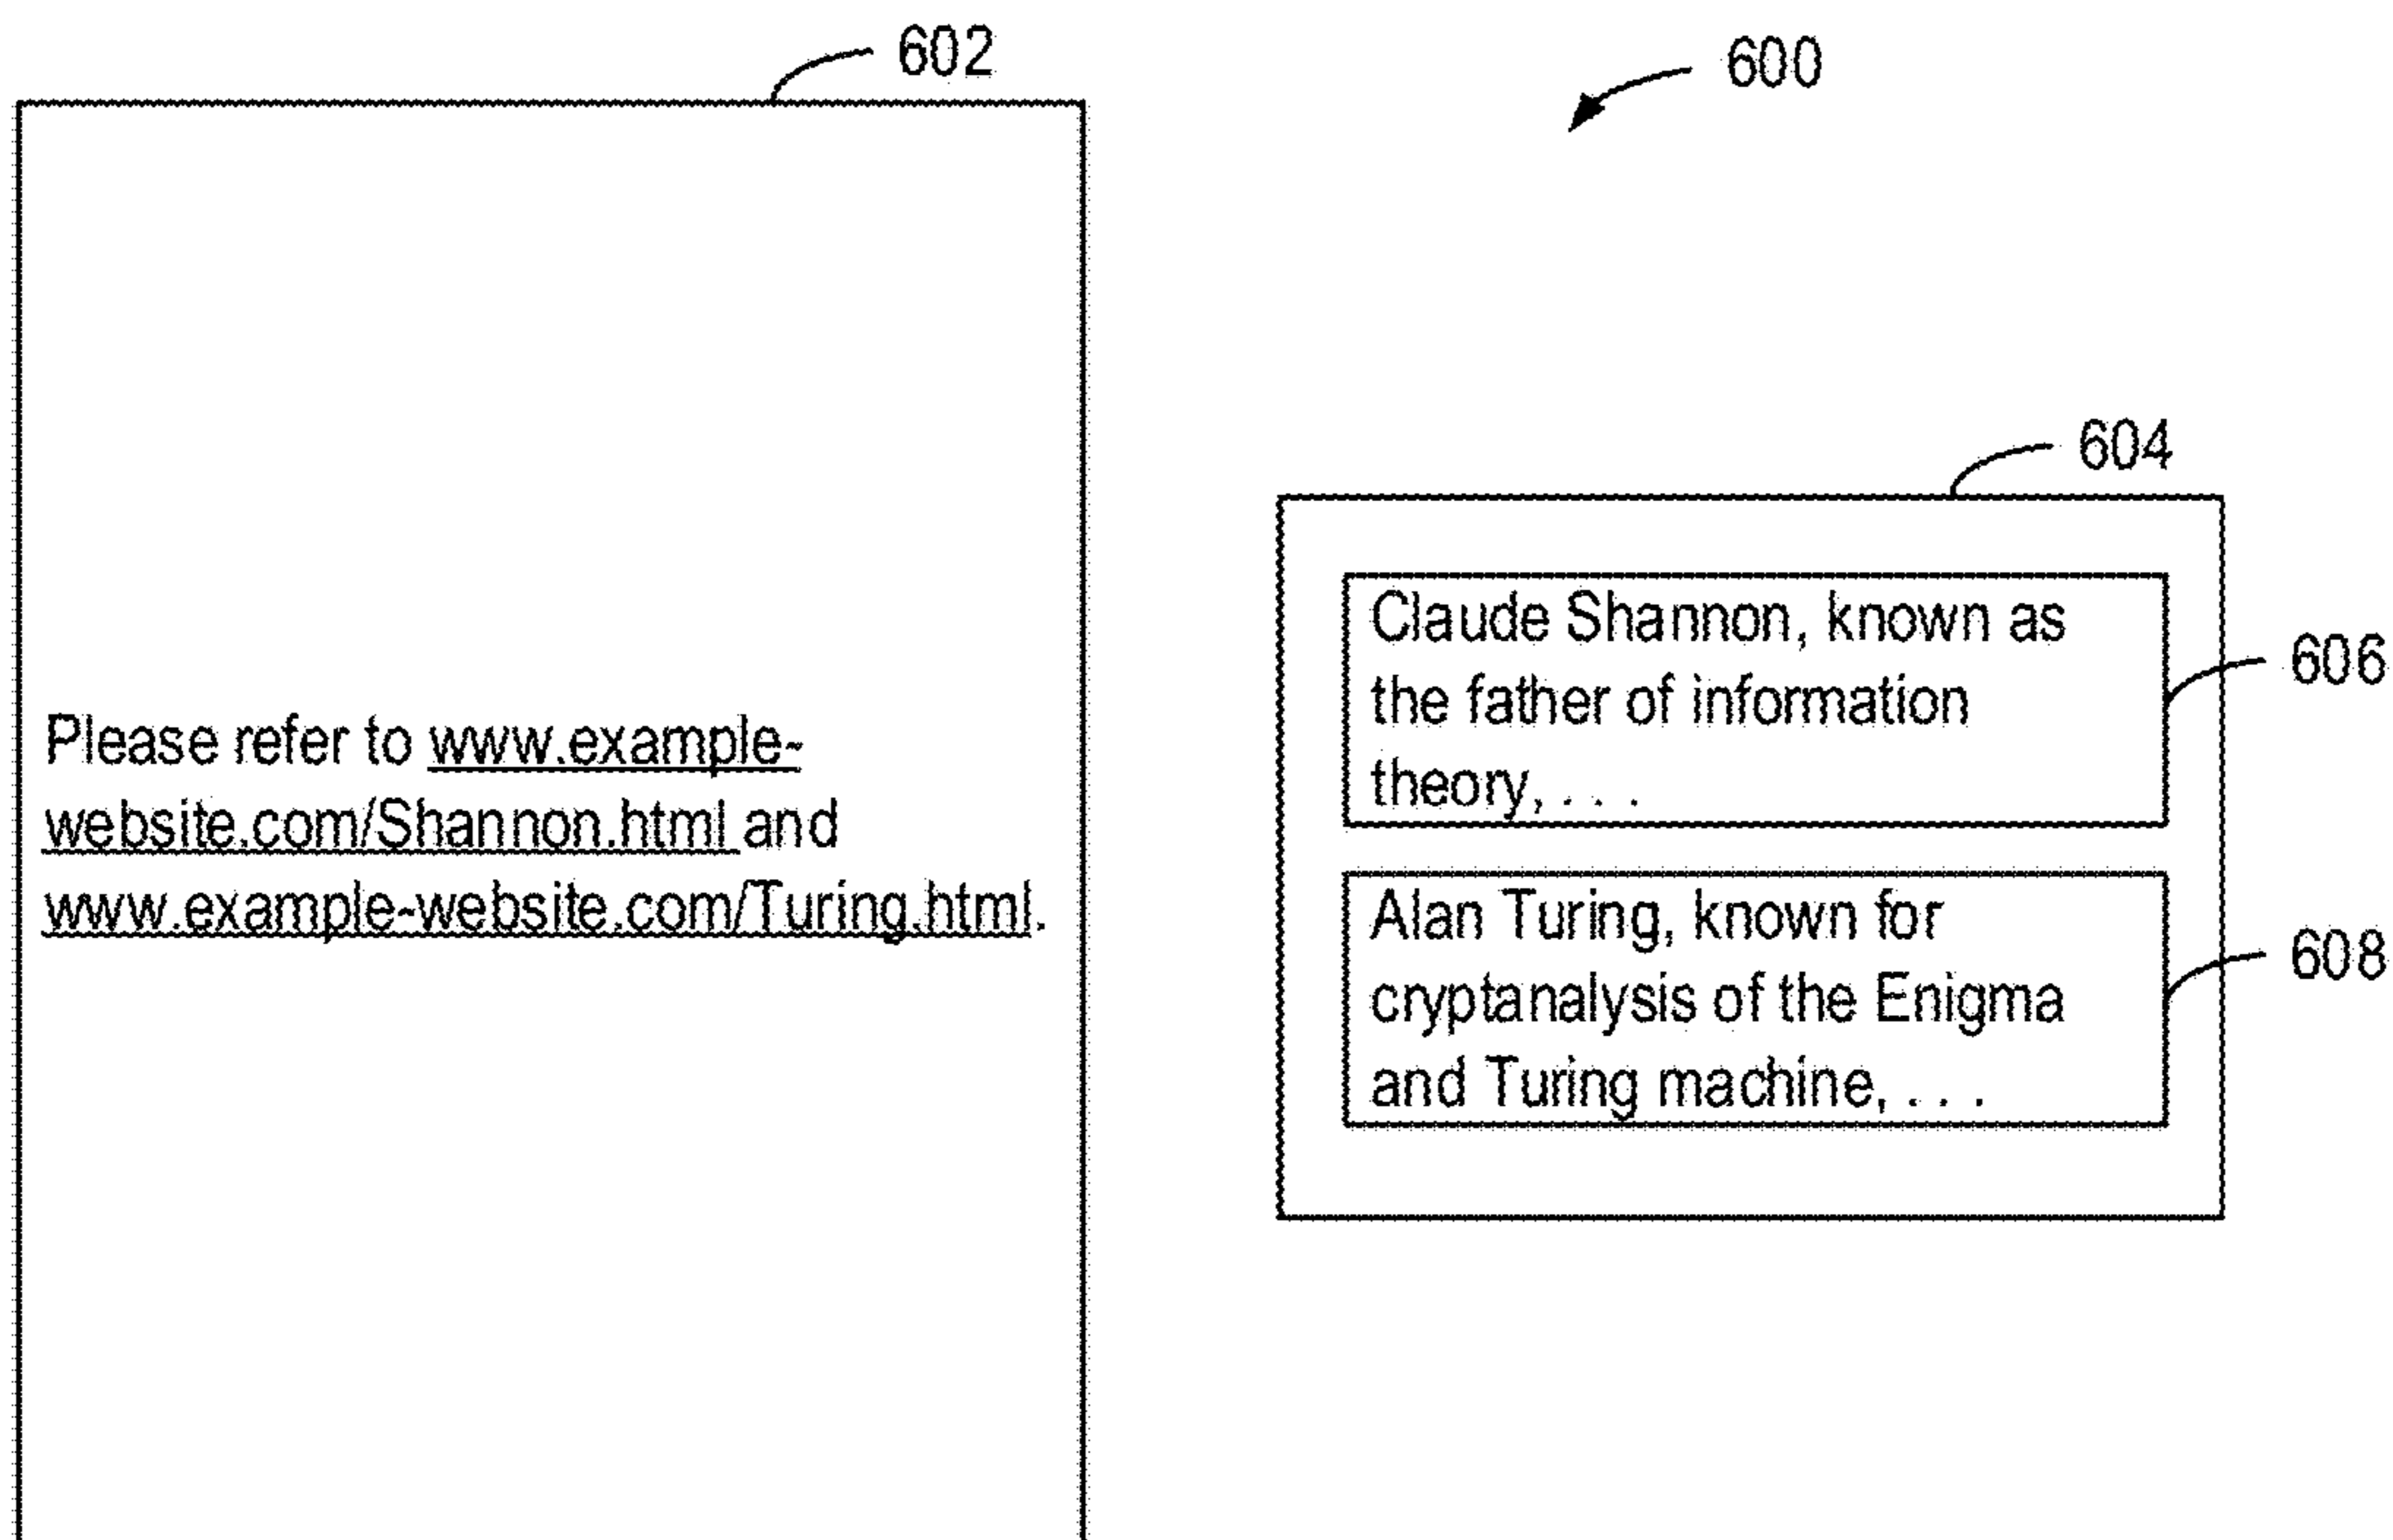 602
600
Please refer to www.example-
website.com/Shannon.html and
www.example-website.com/Turing.html.
604
Claude Shannon, known as
the father of information
theory, . . .
606
Alan Turing, known for
cryptanalysis of the Enigma
and Turing machine, . . .
608